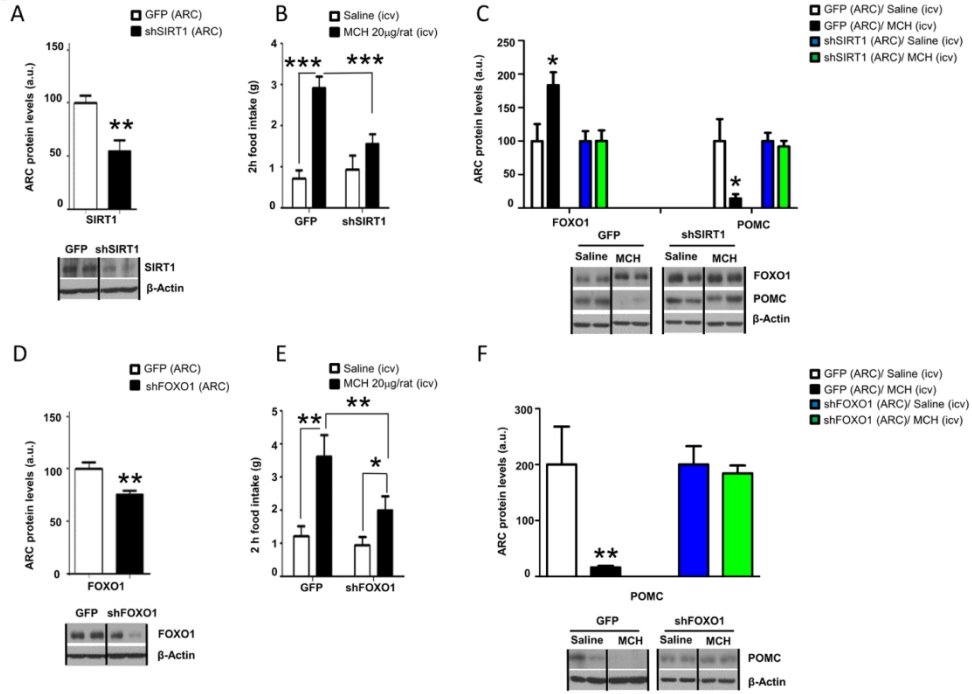 A
GFP (ARC)
shSIRT1 (ARC)
ARC protein levels (a.u.)
150
100
50
0
**
SIRT1
GFP shSIRT1
SIRT1
β-Actin
B
Saline (icv)
MCH 20μg/rat (icv)
2h food intake (g)
4
3
2
1
0
*** ***
GFP shSIRT1
C
GFP (ARC)/ Saline (icv)
GFP (ARC)/ MCH (icv)
shSIRT1 (ARC)/ Saline (icv)
shSIRT1 (ARC)/ MCH (icv)
ARC protein levels (a.u.)
250
200
150
100
50
0
*
*
FOXO1 POMC
GFP shSIRT1
Saline MCH Saline MCH
FOXO1
POMC
β-Actin
D
GFP (ARC)
shFOXO1 (ARC)
ARC protein levels (a.u.)
150
100
50
0
**
FOXO1
GFP shFOXO1
FOXO1
β-Actin
E
Saline (icv)
MCH 20μg/rat (icv)
2 h food intake (g)
5
4
3
2
1
0
** **
*
GFP shFOXO1
F
GFP (ARC)/ Saline (icv)
GFP (ARC)/ MCH (icv)
shFOXO1 (ARC)/ Saline (icv)
shFOXO1 (ARC)/ MCH (icv)
ARC protein levels (a.u.)
300
200
100
0
**
POMC
GFP shFOXO1
Saline MCH Saline MCH
POMC
β-Actin